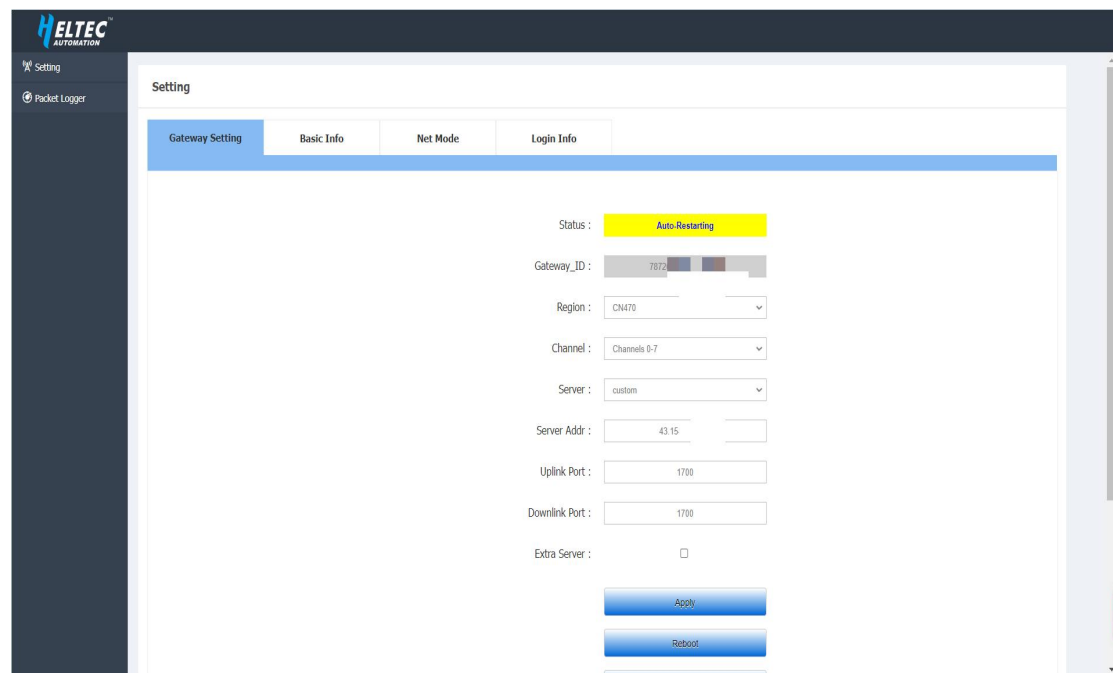 HELTEC™
AUTOMATION
Setting
Packet Logger
Setting
Gateway Setting
Basic Info
Net Mode
Login Info
Status :
Auto-Restarting
Gateway_ID :
7872
Region :
CN470
Channel :
Channels 0-7
Server :
custom
Server Addr :
43.15
Uplink Port :
1700
Downlink Port :
1700
Extra Server :
Apply
Reboot